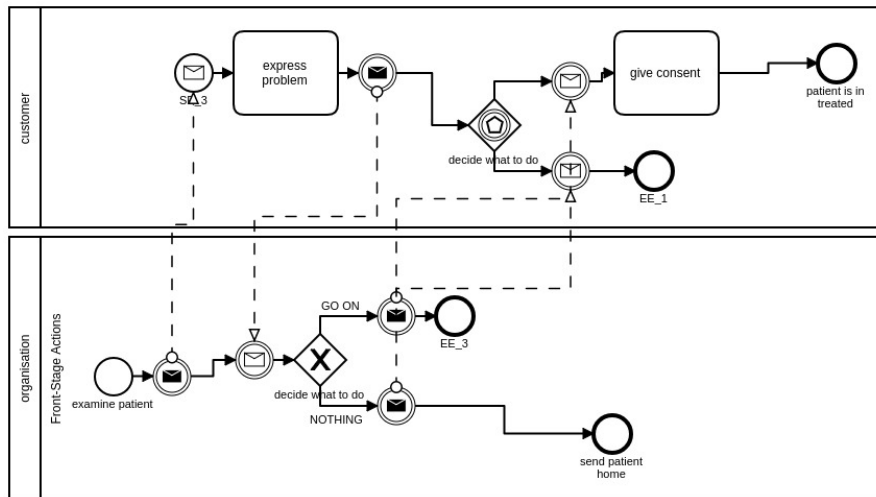 customer
SE_3
express
problem
decide what to do
give consent
patient is in
treated
EE_1
organisation
Front-Stage Actions
examine patient
GO ON
decide what to do
NOTHING
EE_3
send patient
home